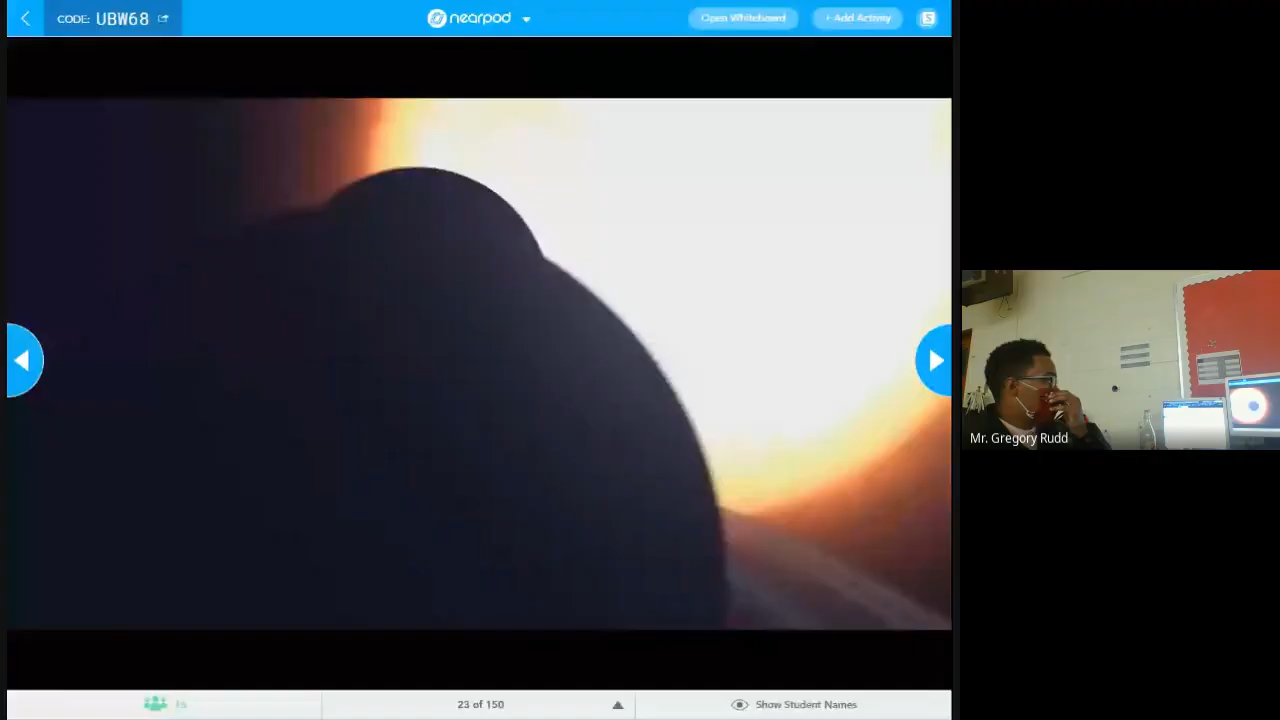 CODE: UBW68
nearpod
Open Whiteboard
+ Add Activity
S
Mr. Gregory Rudd
23 of 150
Show Student Names